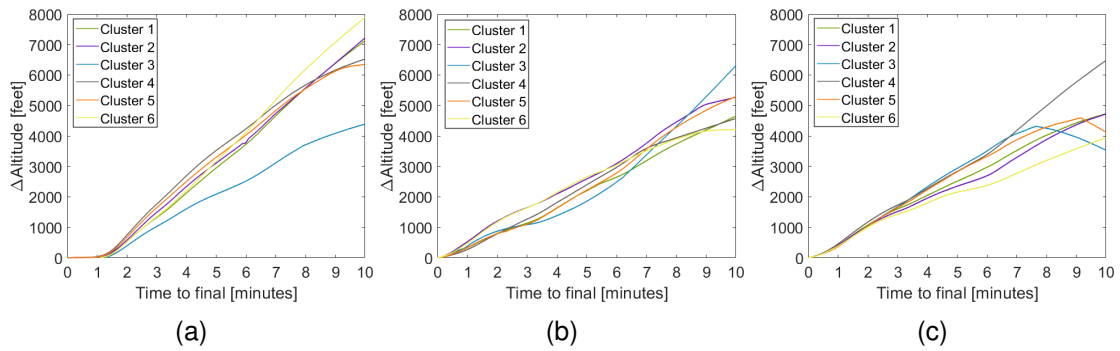 8000
7000
6000
5000
4000
3000
2000
1000
0
ΔAltitude [feet]
Cluster 1
Cluster 2
Cluster 3
Cluster 4
Cluster 5
Cluster 6
0 1 2 3 4 5 6 7 8 9 10
Time to final [minutes]
(a)
8000
7000
6000
5000
4000
3000
2000
1000
0
ΔAltitude [feet]
Cluster 1
Cluster 2
Cluster 3
Cluster 4
Cluster 5
Cluster 6
0 1 2 3 4 5 6 7 8 9 10
Time to final [minutes]
(b)
8000
7000
6000
5000
4000
3000
2000
1000
0
ΔAltitude [feet]
Cluster 1
Cluster 2
Cluster 3
Cluster 4
Cluster 5
Cluster 6
0 1 2 3 4 5 6 7 8 9 10
Time to final [minutes]
(c)